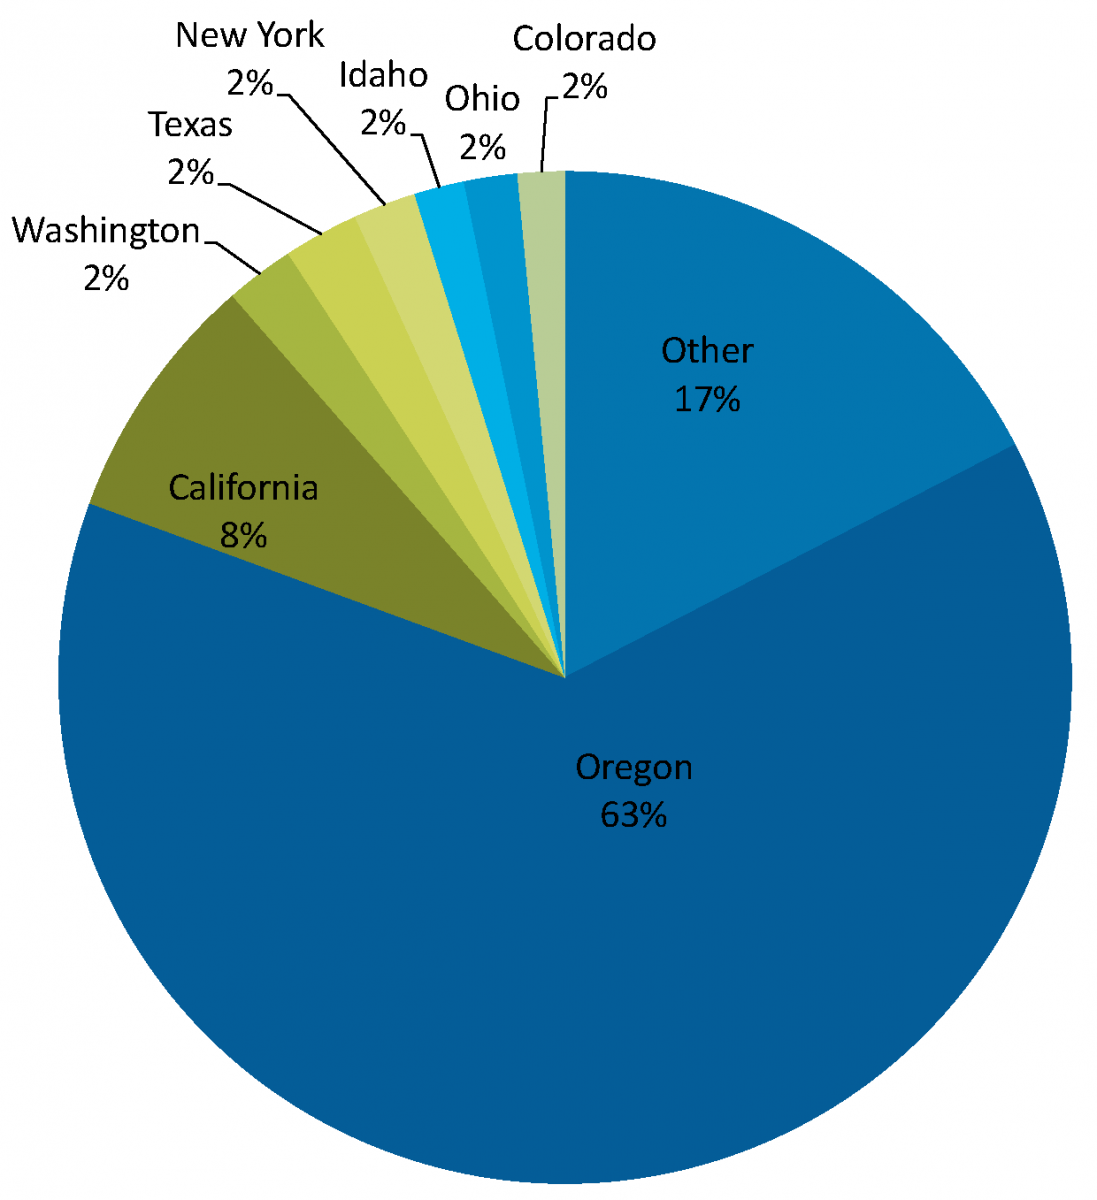 New York
2%
Colorado
2%
Idaho
2%
Ohio
2%
Texas
2%
Washington
2%
Other
17%
California
8%
Oregon
63%